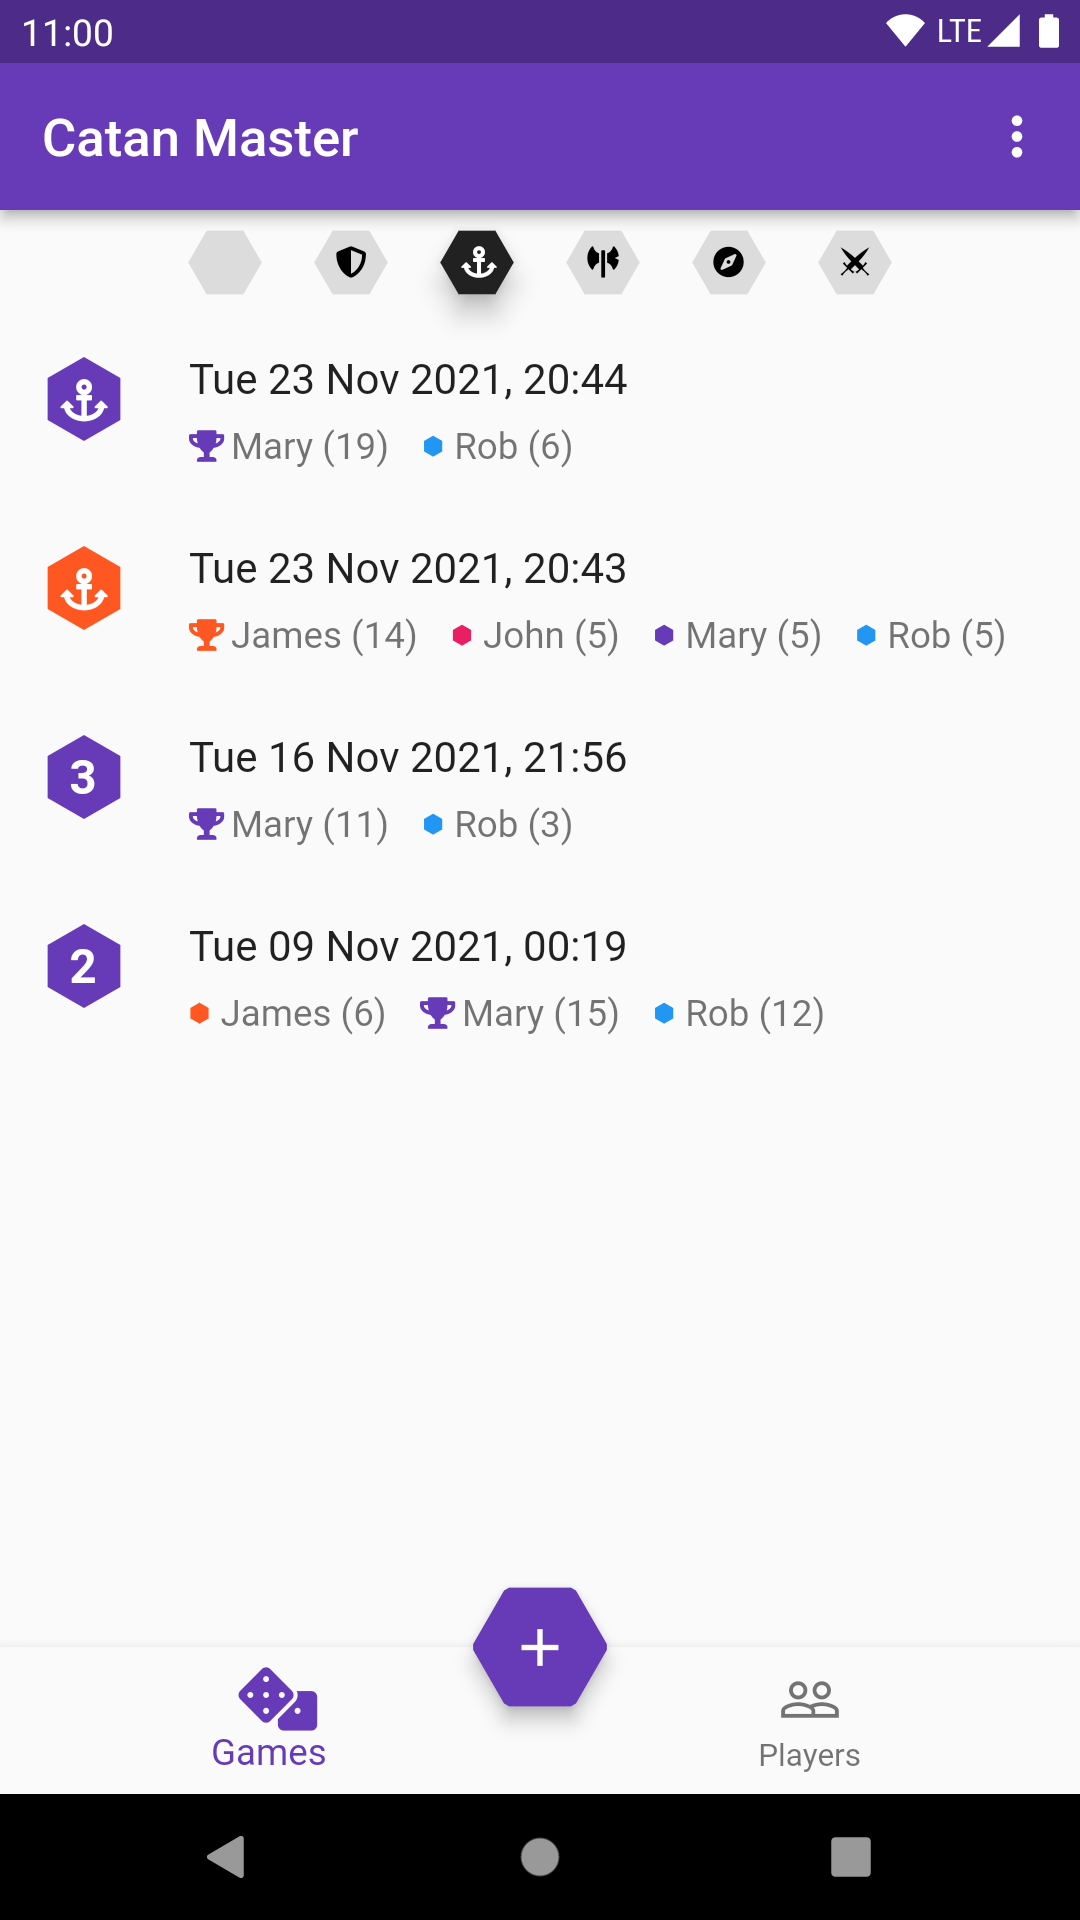 11:00 LTE
Catan Master
Tue 23 Nov 2021, 20:44
Mary (19) Rob (6)
Tue 23 Nov 2021, 20:43
James (14) John (5) Mary (5) Rob (5)
3 Tue 16 Nov 2021, 21:56
Mary (11) Rob (3)
2 Tue 09 Nov 2021, 00:19
James (6) Mary (15) Rob (12)
Games Players